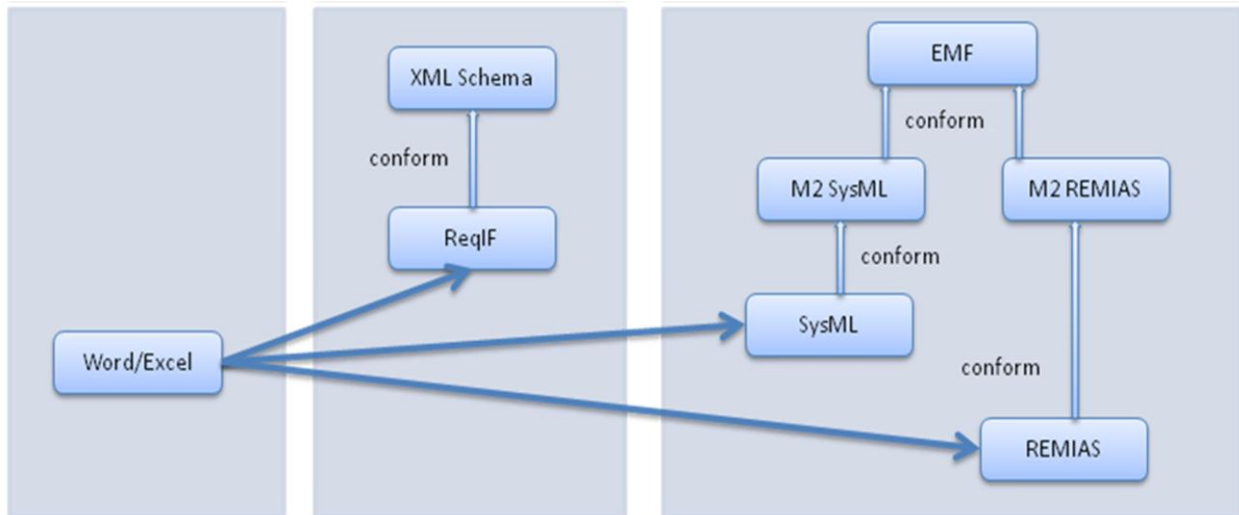 EMF
XML Schema
conform
conform
M2 SysML
M2 REMIAS
ReqIF
conform
SysML
Word/Excel
conform
REMIAS